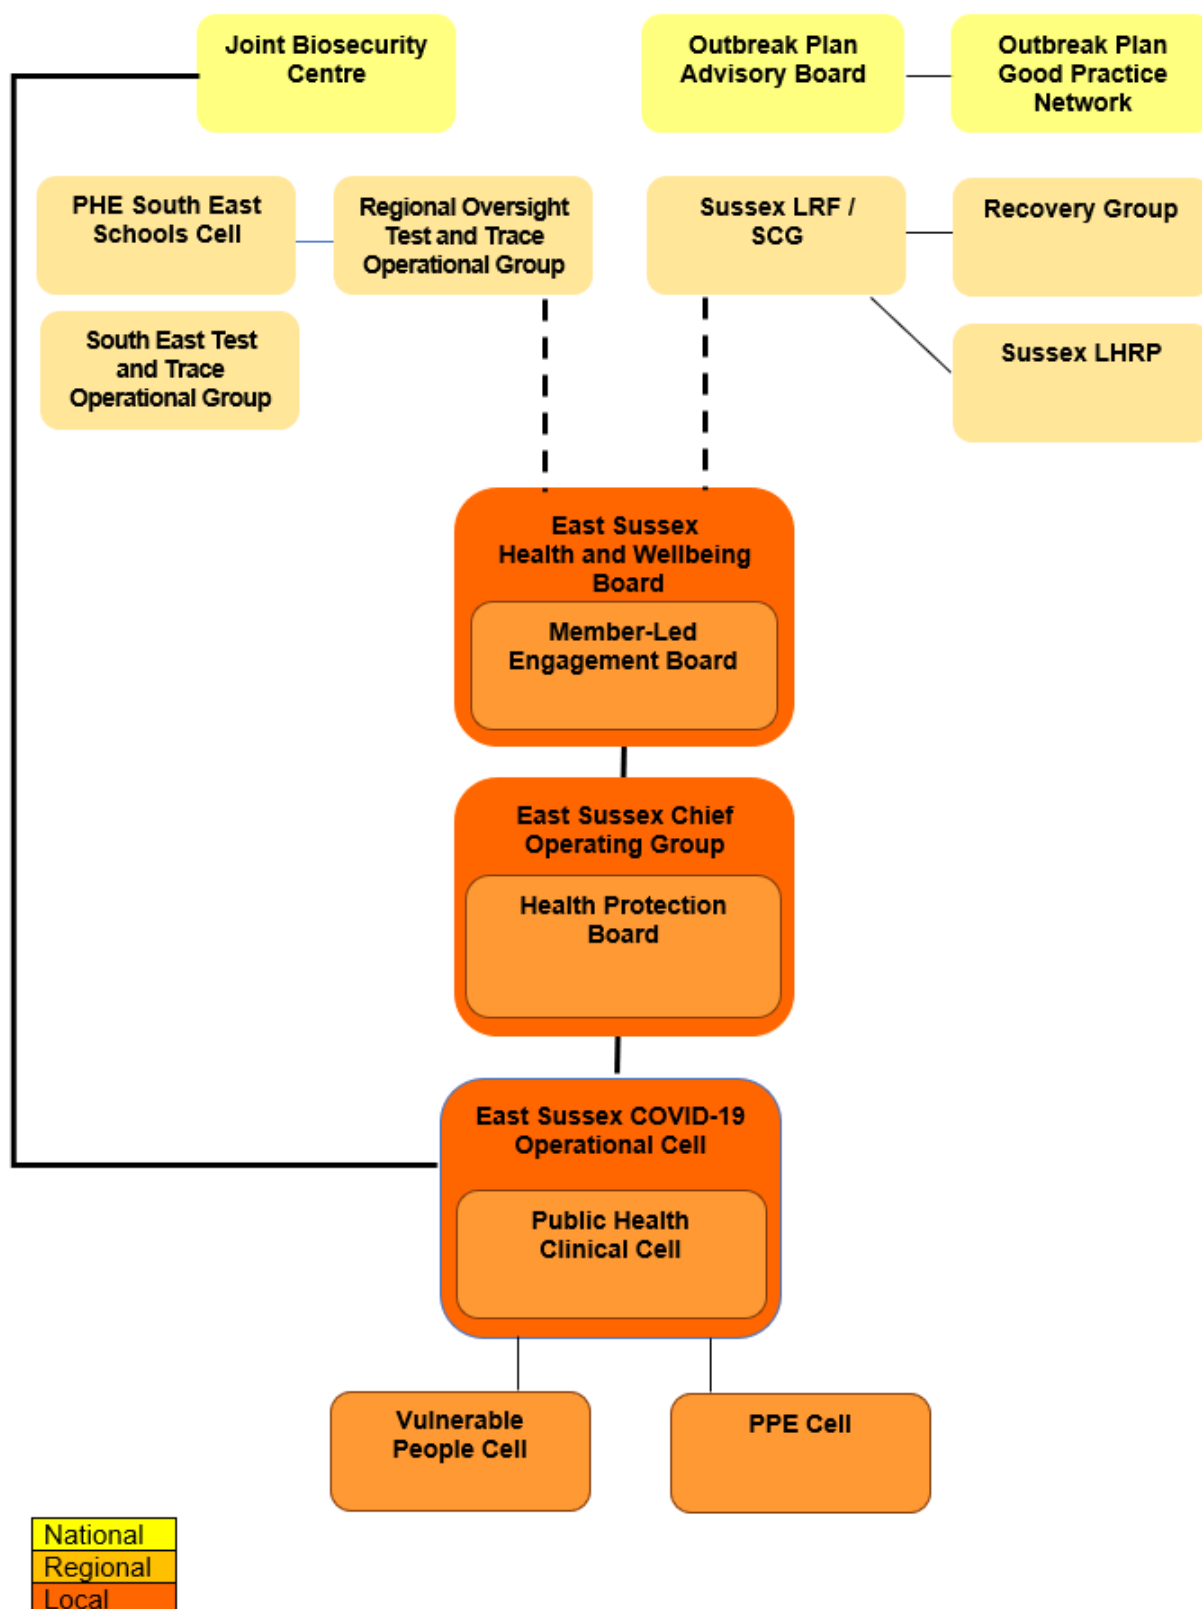 Joint Biosecurity
Centre
Outbreak Plan
Advisory Board
Outbreak Plan
Good Practice
Network
PHE South East
Schools Cell
Regional Oversight
Test and Trace
Operational Group
Sussex LRF /
SCG
Recovery Group
South East Test
and Trace
Operational Group
Sussex LHRP
East Sussex
Health and Wellbeing
Board
Member-Led
Engagement Board
East Sussex Chief
Operating Group
Health Protection
Board
East Sussex COVID-19
Operational Cell
Public Health
Clinical Cell
Vulnerable
People Cell
PPE Cell
National
Regional
Local